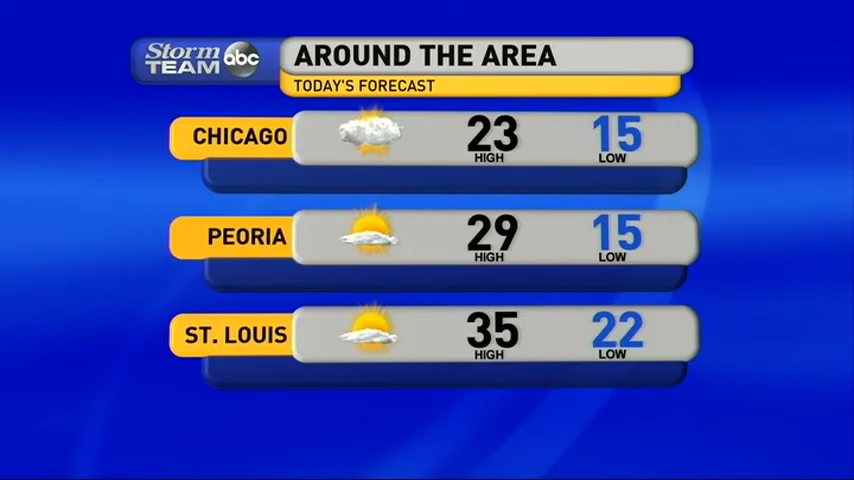 Storm
TEAM
abc
AROUND THE AREA
TODAY'S FORECAST
CHICAGO
23
HIGH
15
LOW
PEORIA
29
HIGH
15
LOW
ST. LOUIS
35
HIGH
22
LOW